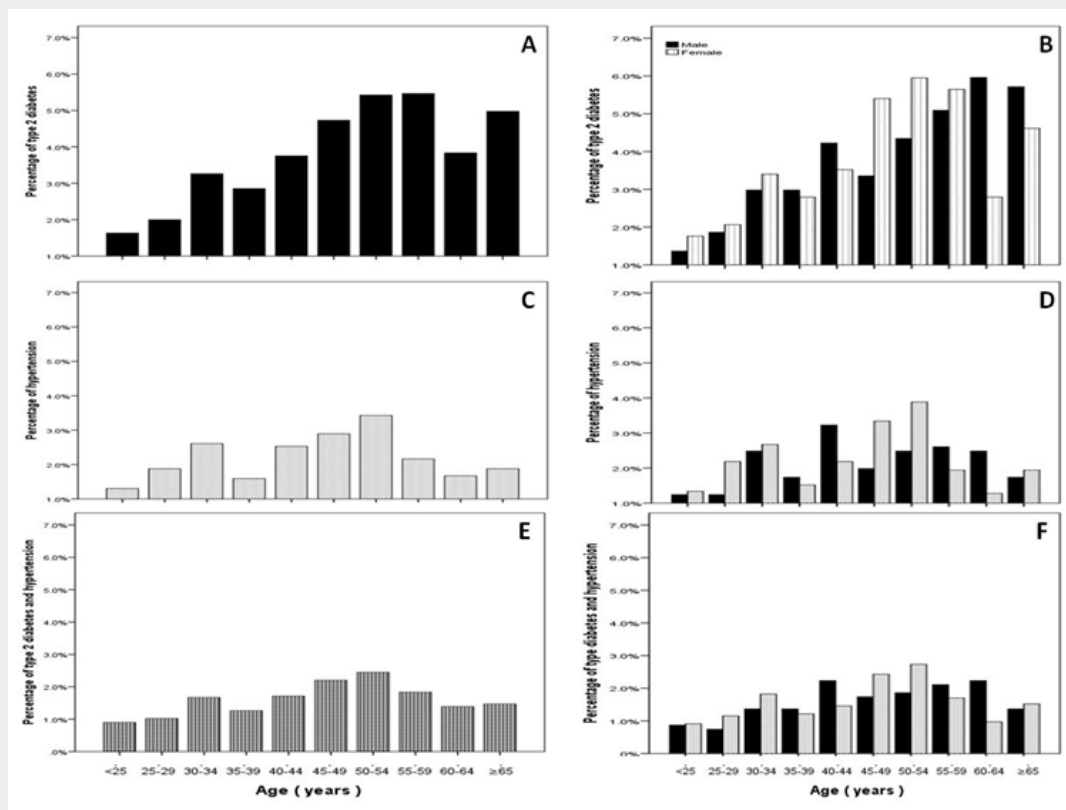 A
Percentage of type 2 diabetes
7.0%
6.0%
5.0%
4.0%
3.0%
2.0%
1.0%
B
Male
Female
Percentage of type 2 diabetes
7.0%
6.0%
5.0%
4.0%
3.0%
2.0%
1.0%
C
Percentage of hypertension
7.0%
6.0%
5.0%
4.0%
3.0%
2.0%
1.0%
D
Percentage of hypertension
7.0%
6.0%
5.0%
4.0%
3.0%
2.0%
1.0%
E
Percentage of type 2 diabetes and hypertension
7.0%
6.0%
5.0%
4.0%
3.0%
2.0%
1.0%
.0%
<25 25-29 30-34 35-39 40-44 45-49 50-54 55-59 60-64 ≥65
Age ( years )
F
Percentage of type diabetes and hypertension
7.0%
6.0%
5.0%
4.0%
3.0%
2.0%
1.0%
.0%
<25 25-29 30-34 35-39 40-44 45-49 50-54 55-59 60-64 ≥65
Age ( years )